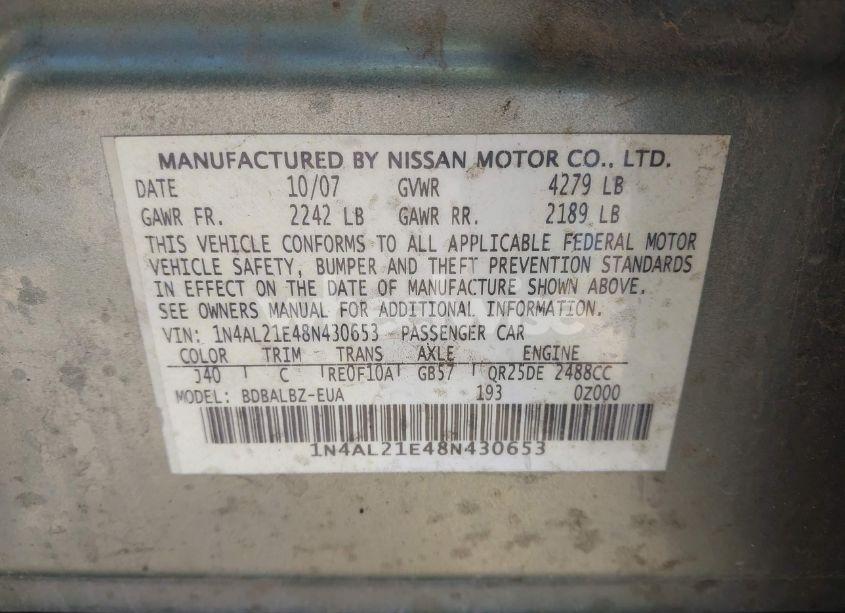 MANUFACTURED BY NISSAN MOTOR CO., LTD.
DATE 10/07 GVWR 4279 LB
GAWR FR. 2242 LB GAWR RR. 2189 LB
THIS VEHICLE CONFORMS TO ALL APPLICABLE FEDERAL MOTOR
VEHICLE SAFETY, BUMPER AND THEFT PREVENTION STANDARDS
IN EFFECT ON THE DATE OF MANUFACTURE SHOWN ABOVE.
SEE OWNERS MANUAL FOR ADDITIONAL INFORMATION.
VIN: 1N4AL21E48N430653 PASSENGER CAR
COLOR TRIM TRANS AXLE ENGINE
J40 C RE0F10A GB57 QR25DE 2488CC
MODEL: BDBALBZ-EUA 193 0Z000
1N4AL21E48N430653